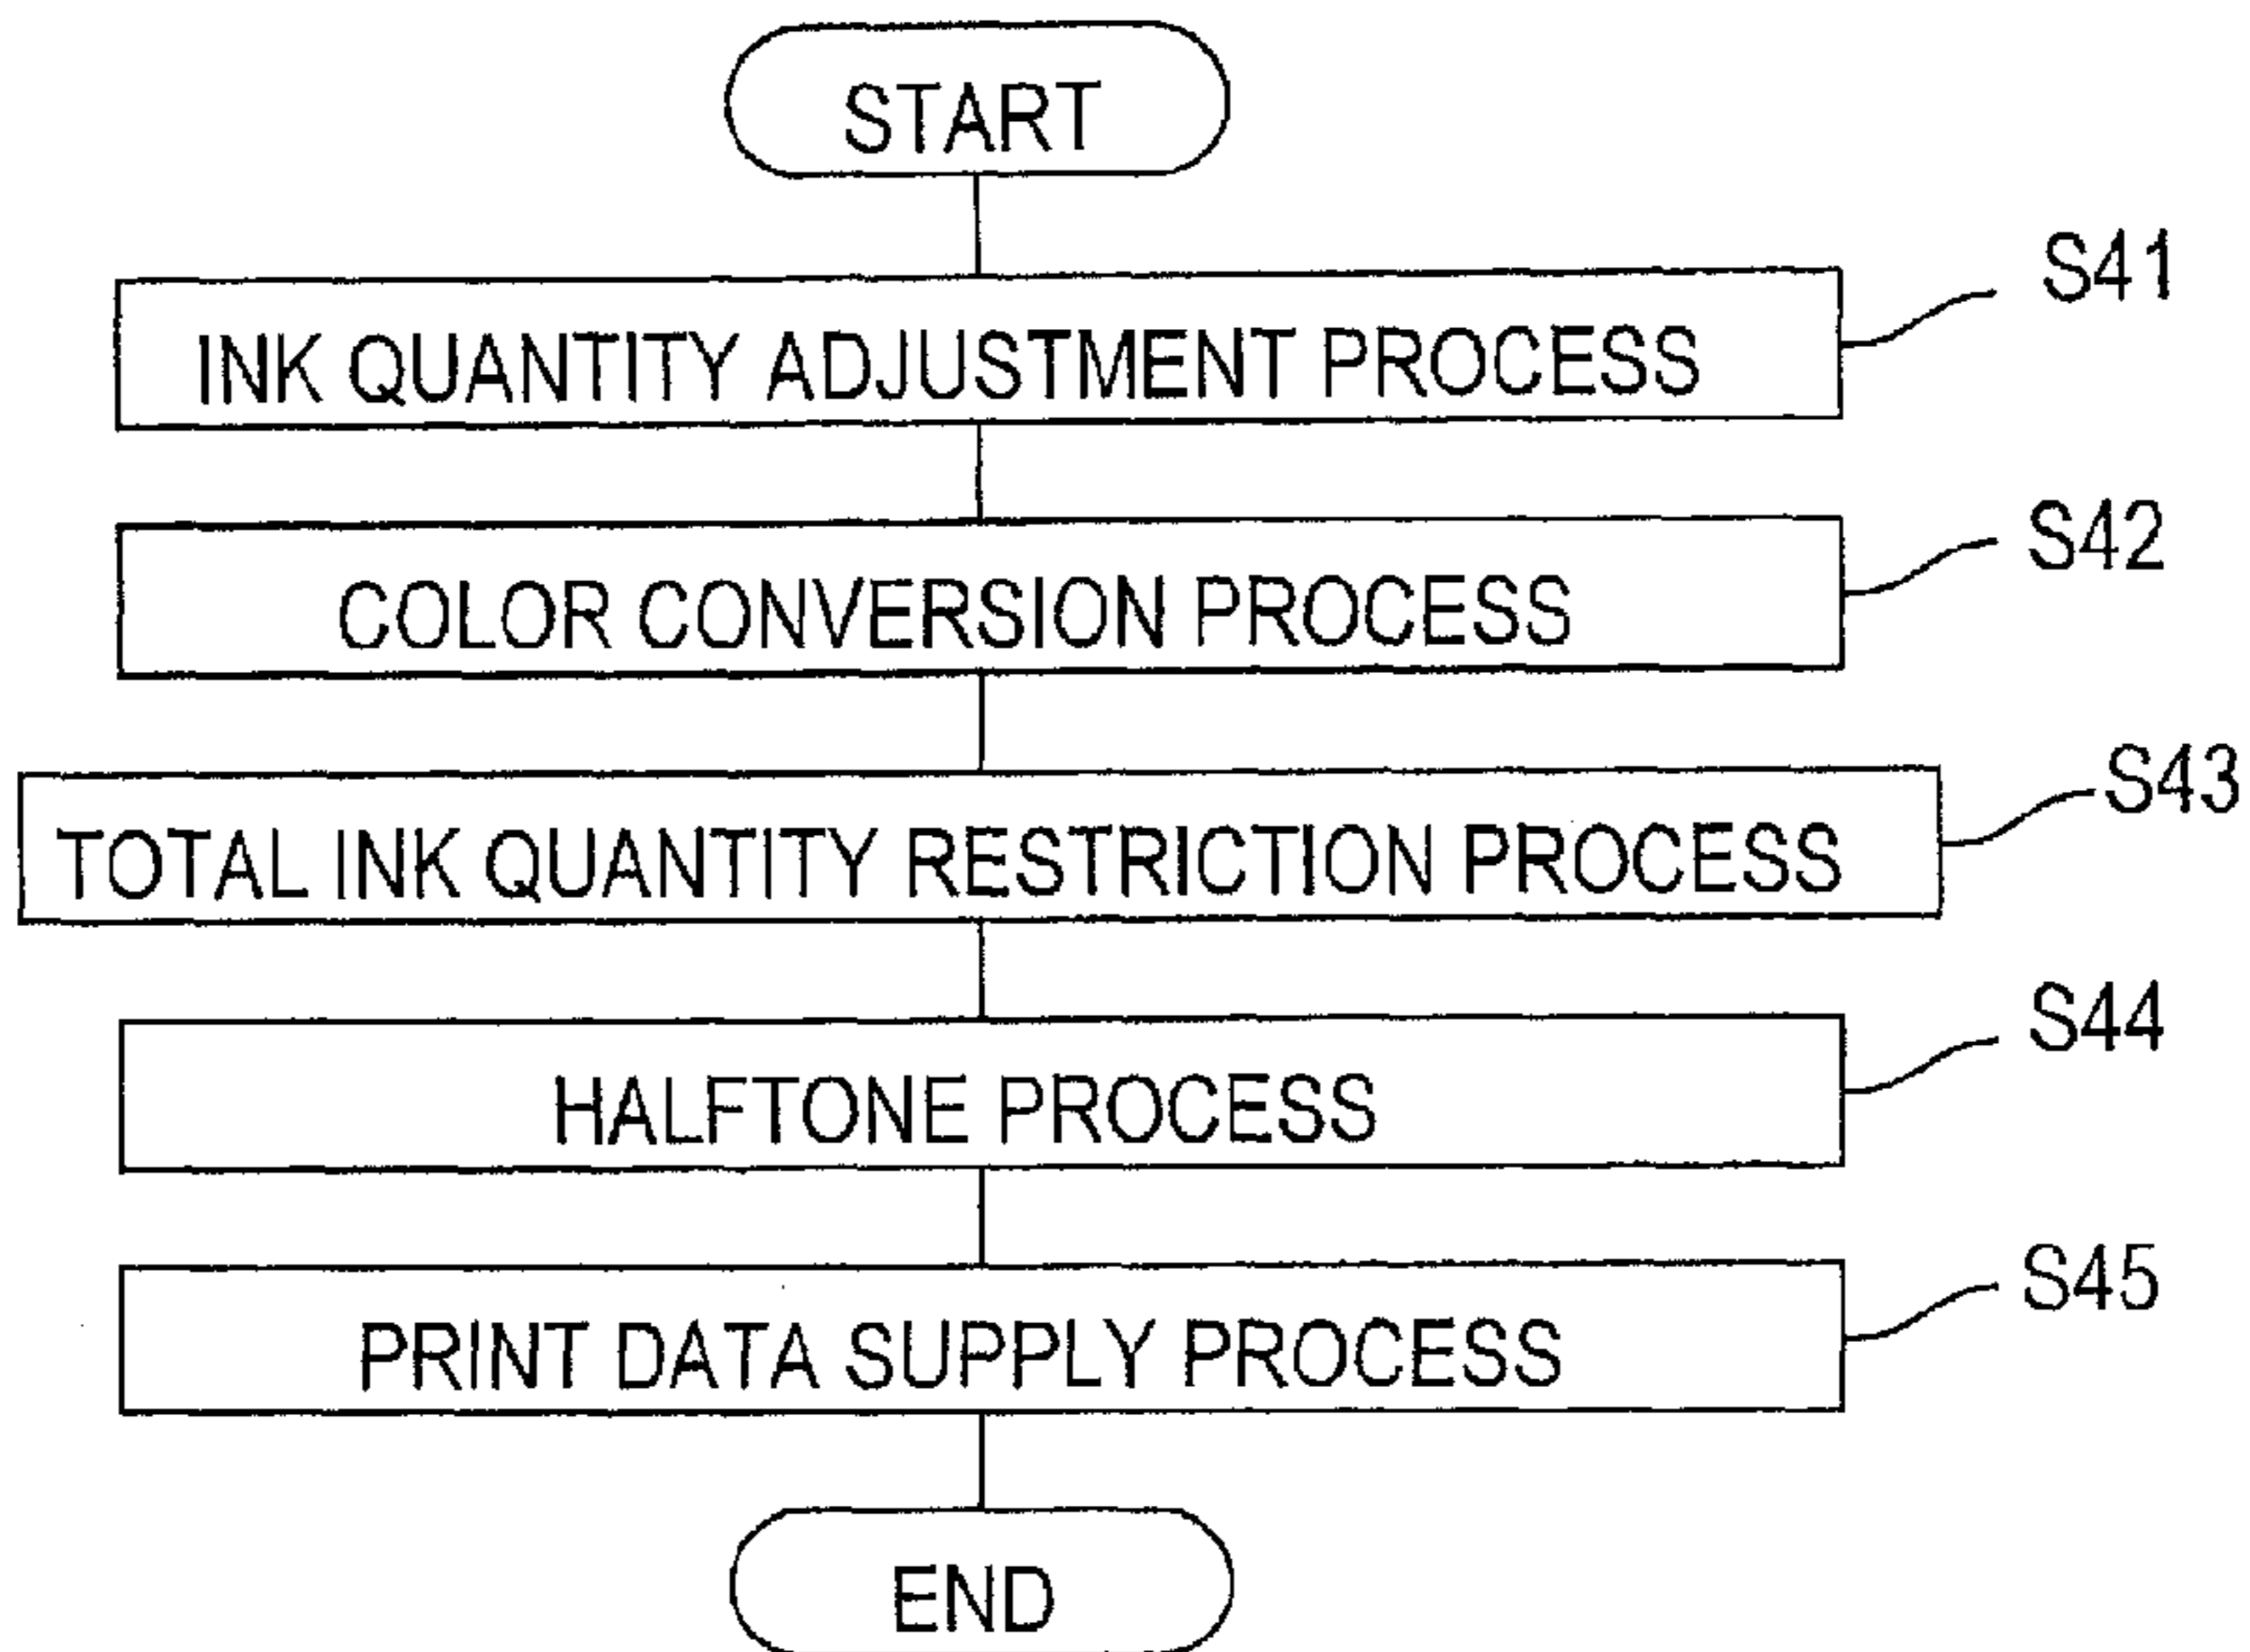 START
INK QUANTITY ADJUSTMENT PROCESS
S41
COLOR CONVERSION PROCESS
S42
TOTAL INK QUANTITY RESTRICTION PROCESS
S43
HALFTONE PROCESS
S44
PRINT DATA SUPPLY PROCESS
S45
END